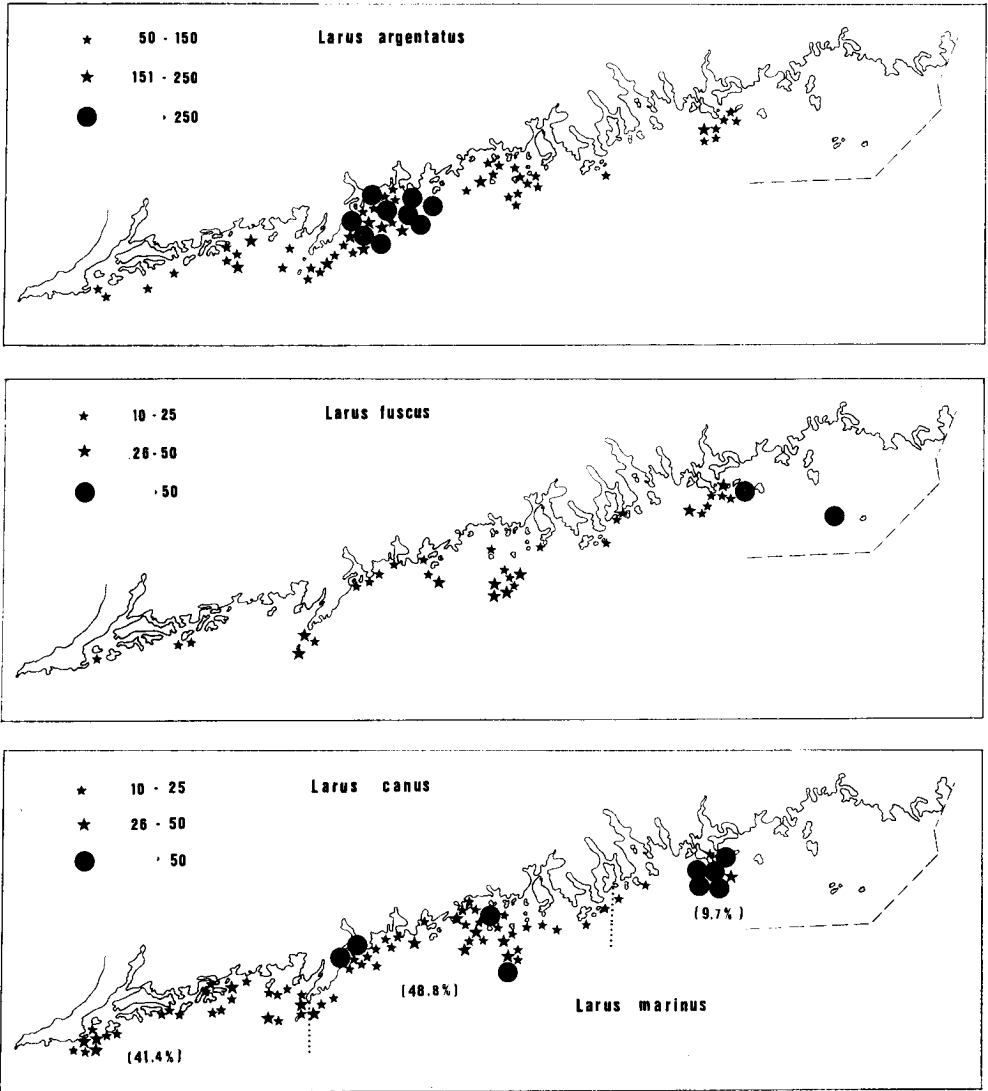 Larus argentatus
50 - 150
151 - 250
› 250
Larus fuscus
10 - 25
26 - 50
› 50
Larus canus
10 - 25
26 - 50
› 50
(9.7%)
(48.8%)
Larus marinus
(41.4%)